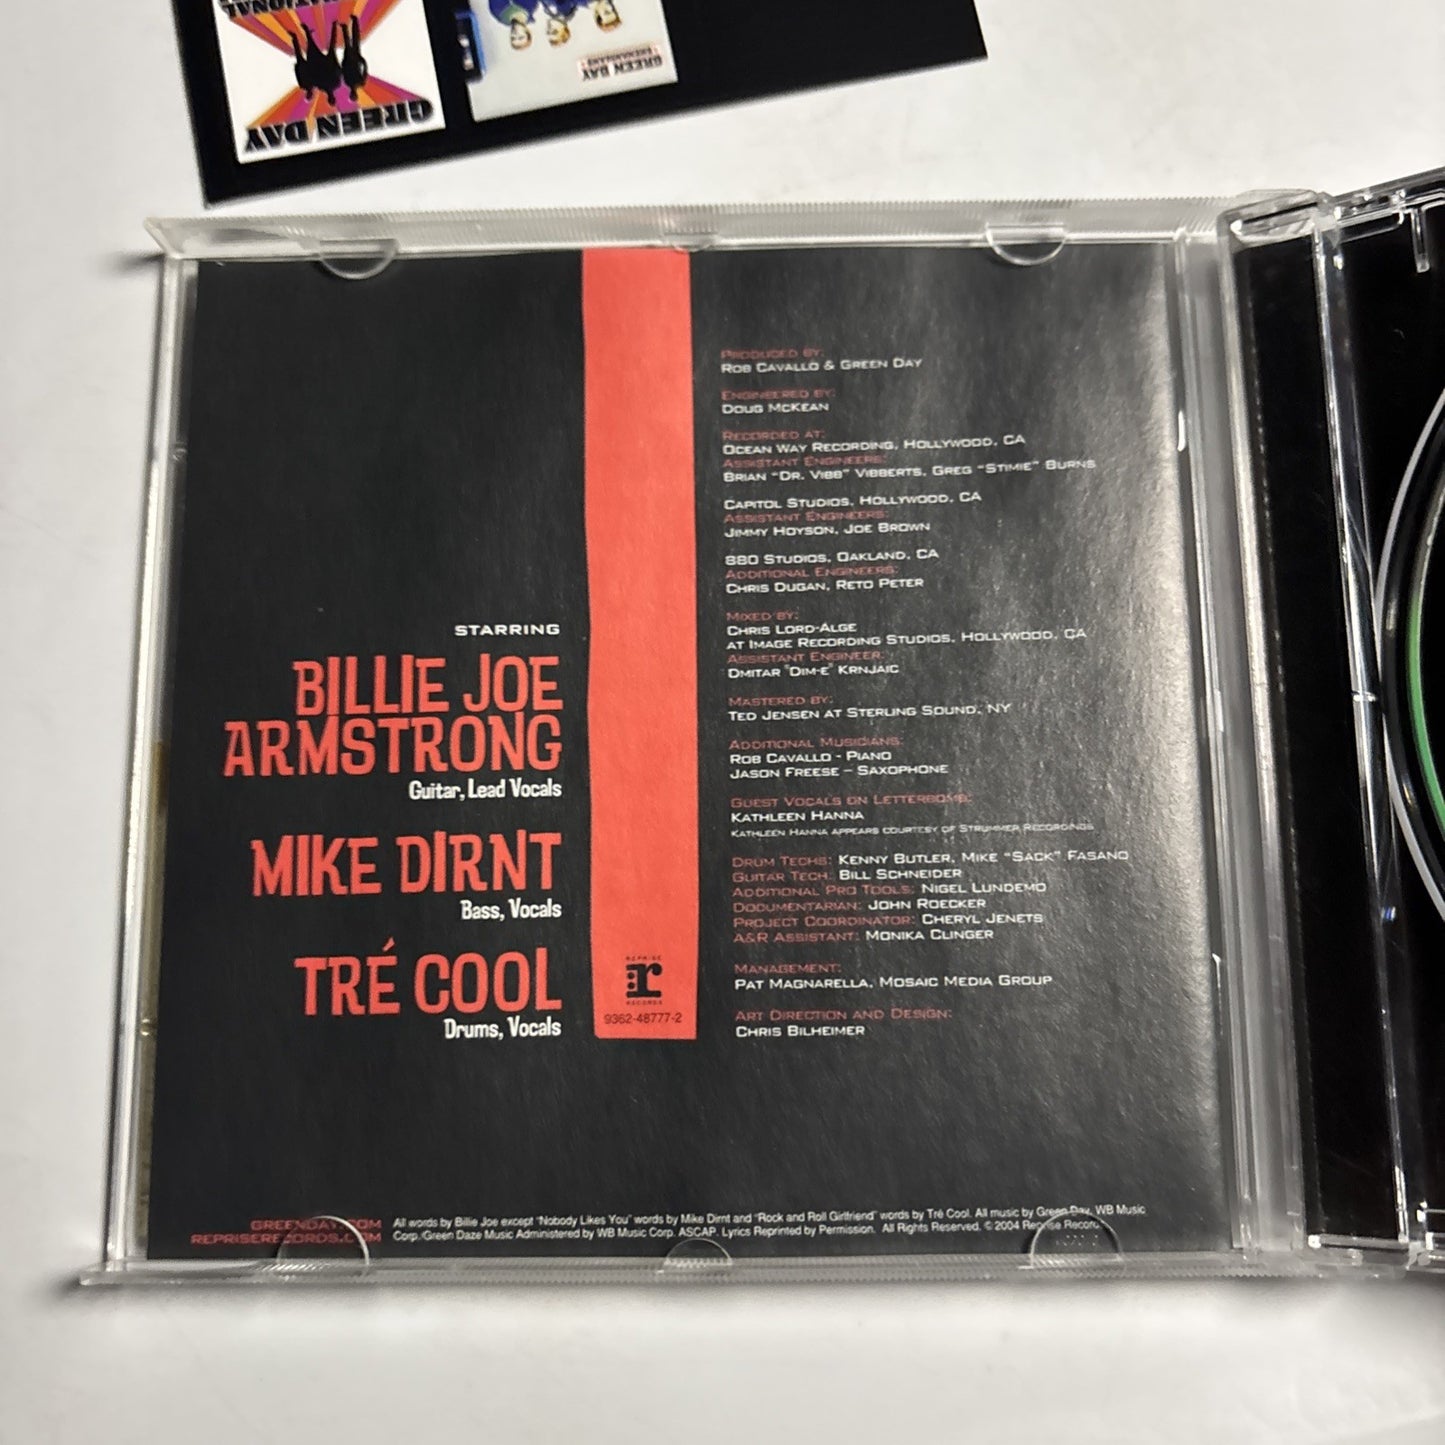 NATIONAL
GREEN DAY
GREEN DAY
SHENANIGANS
STARRING
BILLIE JOE
ARMSTRONG
Guitar, Lead Vocals
MIKE DIRNT
Bass, Vocals
TRÉ COOL
Drums, Vocals
REPRISE
r
RECORDS
9362-48777-2
PRODUCED BY:
ROB CAVALLO & GREEN DAY
ENGINEERED BY:
DOUG MCKEAN
RECORDED AT:
OCEAN WAY RECORDING, HOLLYWOOD, CA
ASSISTANT ENGINEERS:
BRIAN "DR. VIBB" VIBBERTS, GREG "STIMIE" BURNS
CAPITOL STUDIOS, HOLLYWOOD, CA
ASSISTANT ENGINEERS:
JIMMY HOYSON, JOE BROWN
880 STUDIOS, OAKLAND, CA
ADDITIONAL ENGINEERS:
CHRIS DUGAN, RETO PETER
MIXED BY:
CHRIS LORD-ALGE
AT IMAGE RECORDING STUDIOS, HOLLYWOOD, CA
ASSISTANT ENGINEER:
DMITAR "DIM-E" KRNJAIC
MASTERED BY:
TED JENSEN AT STERLING SOUND, NY
ADDITIONAL MUSICIANS:
ROB CAVALLO - PIANO
JASON FREESE – SAXOPHONE
GUEST VOCALS ON LETTERBOMB:
KATHLEEN HANNA
KATHLEEN HANNA APPEARS COURTESY OF STRUMMER RECORDINGS
DRUM TECHS: KENNY BUTLER, MIKE "SACK" FASANO
GUITAR TECH: BILL SCHNEIDER
ADDITIONAL PRO TOOLS: NIGEL LUNDEMO
DOCUMENTARIAN: JOHN ROECKER
PROJECT COORDINATOR: CHERYL JENETS
A&R ASSISTANT: MONIKA CLINGER
MANAGEMENT:
PAT MAGNARELLA, MOSAIC MEDIA GROUP
ART DIRECTION AND DESIGN:
CHRIS BILHEIMER
GREENDAY.COM
REPRISERECORDS.COM
All words by Billie Joe except "Nobody Likes You" words by Mike Dirnt and "Rock and Roll Girlfriend" words by Tré Cool. All music by Green Day, WB Music
Corp./Green Daze Music Administered by WB Music Corp. ASCAP. Lyrics Reprinted by Permission. All Rights Reserved. © 2004 Reprise Records